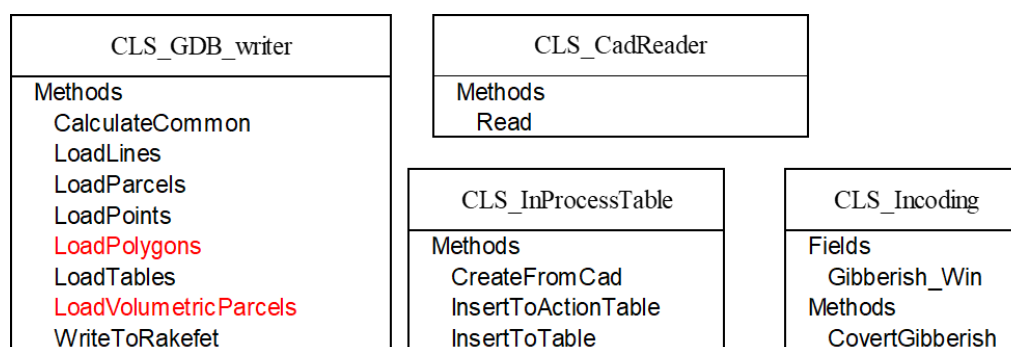 CLS_GDB_writer
Methods
CalculateCommon
LoadLines
LoadParcels
LoadPoints
LoadPolygons
LoadTables
LoadVolumetricParcels
WriteToRakefet
CLS_CadReader
Methods
Read
CLS_InProcessTable
Methods
CreateFromCad
InsertToActionTable
InsertToTable
CLS_Incoding
Fields
Gibberish_Win
Methods
CovertGibberish